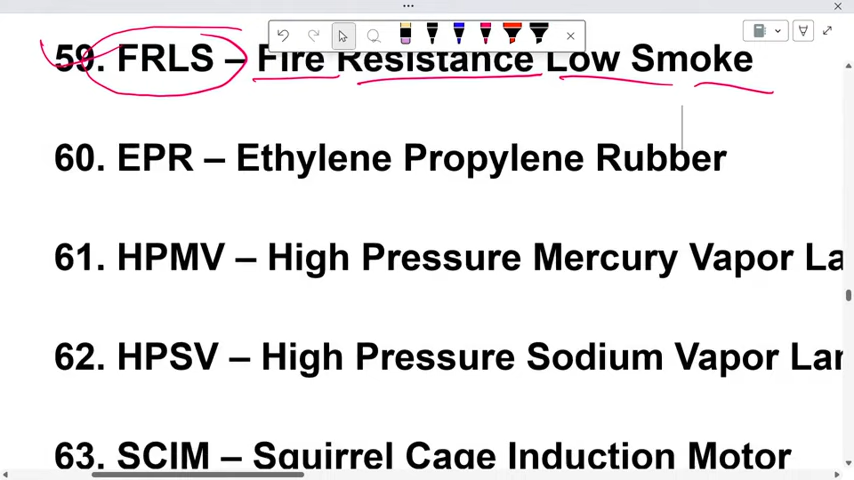 59. FRLS – Fire Resistance Low Smoke
60. EPR – Ethylene Propylene Rubber
61. HPMV – High Pressure Mercury Vapor La
62. HPSV – High Pressure Sodium Vapor Lam
63. SCIM – Squirrel Cage Induction Motor